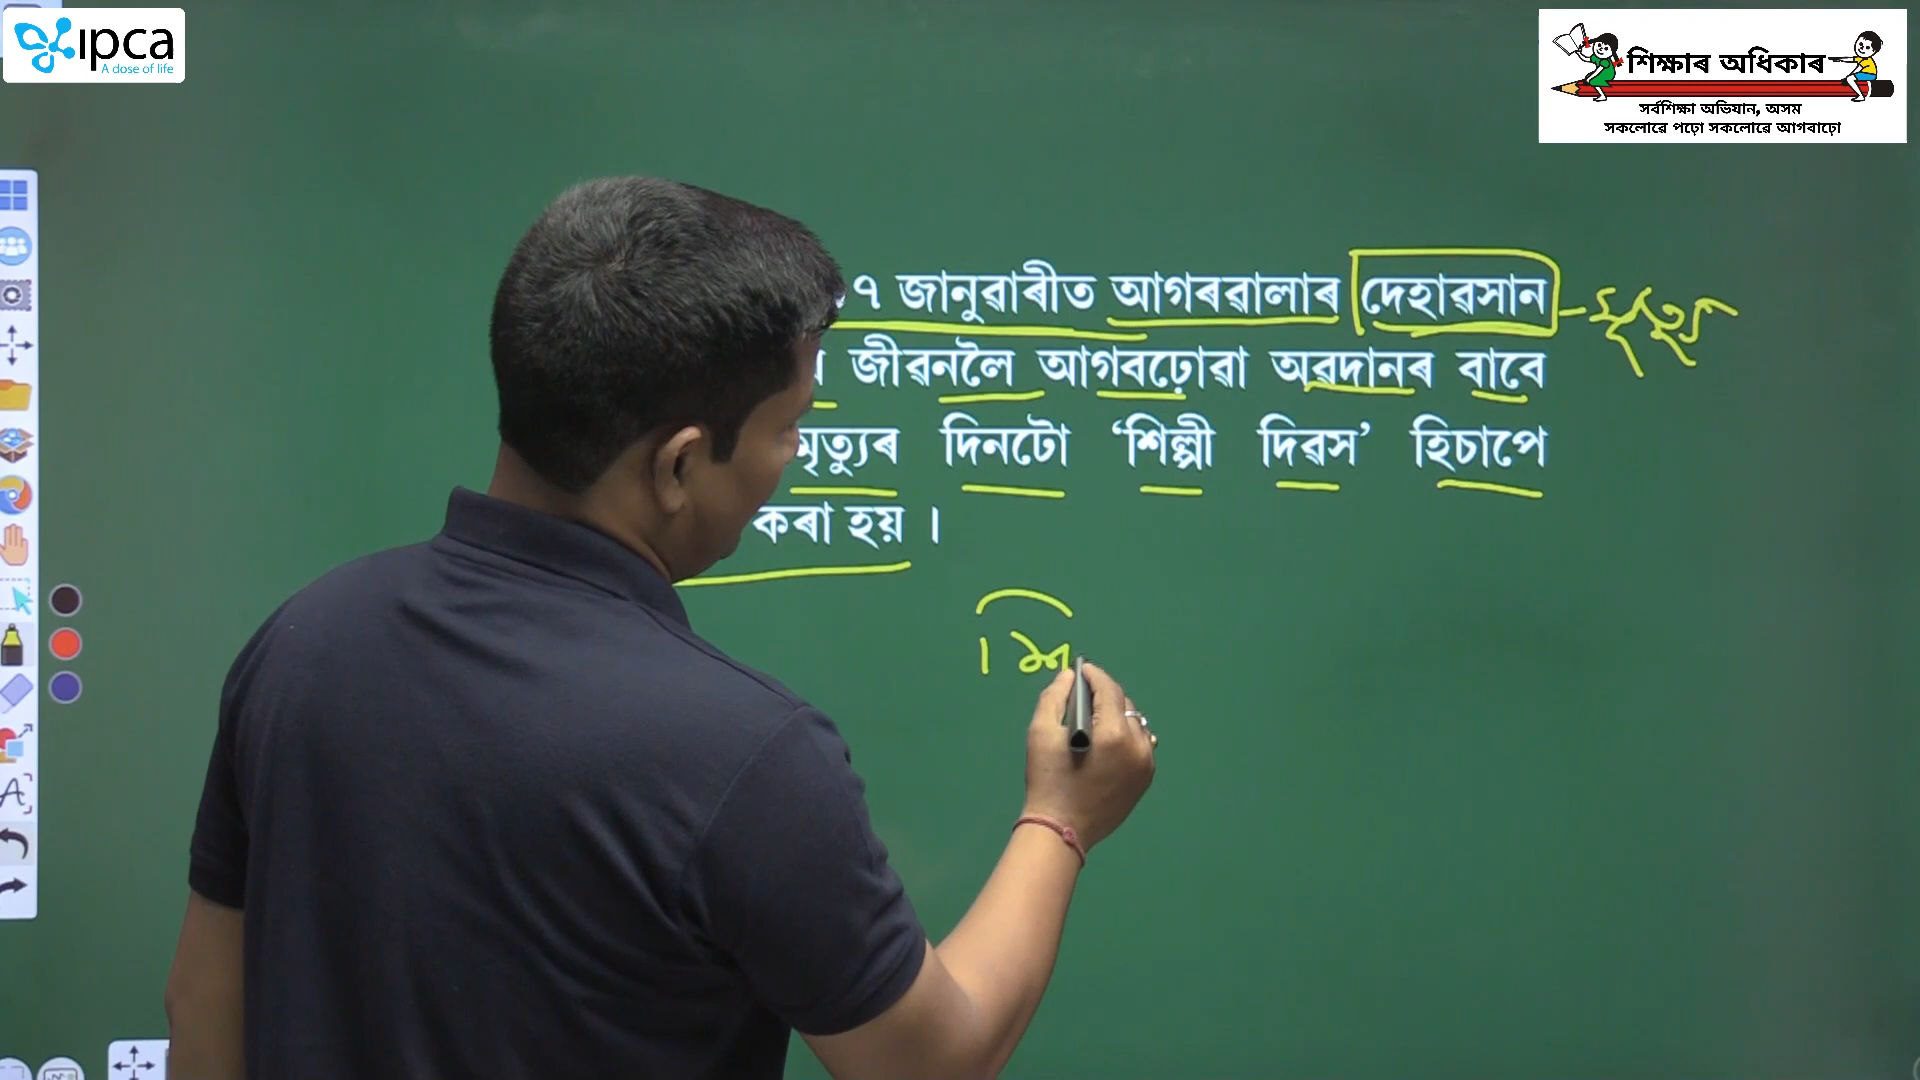 ipca
A dose of life
শিক্ষাৰ অধিকাৰ
সৰ্বশিক্ষা অভিযান, অসম
সকলোৱে পঢ়ো সকলোৱে আগবাঢ়ো
৭ জানুৱাৰীত আগৰৱালাৰ দেহাৱসান - মৃত্যু
জীৱনলৈ আগবঢ়োৱা অৱদানৰ বাবে
মৃত্যুৰ দিনটো ‘শিল্পী দিৱস’ হিচাপে
কৰা হয় ।
শি